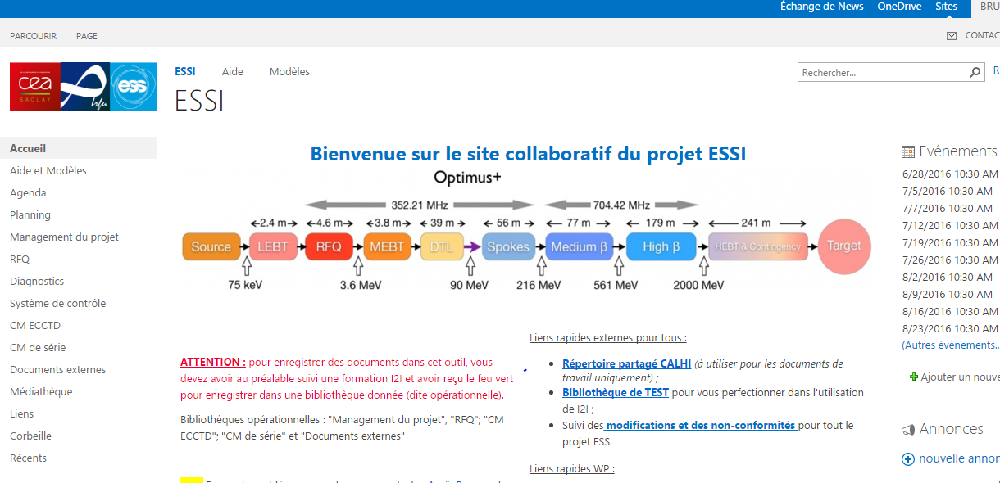 Échange de News OneDrive Sites BRU
PARCOURIR PAGE
CONTAC
cea
SACLAY
Irfu
ess
ESSI Aide Modèles
ESSI
Rechercher...
R
Accueil
Aide et Modèles
Agenda
Planning
Management du projet
RFQ
Diagnostics
Système de contrôle
CM ECCTD
CM de série
Documents externes
Médiathèque
Liens
Corbeille
Récents
Bienvenue sur le site collaboratif du projet ESSI
Optimus+
352.21 MHz 704.42 MHz
2.4 m 4.6 m 3.8 m 39 m 56 m 77 m 179 m 241 m
Source LEBT RFQ MEBT DTL Spokes Medium β High β HEBT & Contingency Target
75 keV 3.6 MeV 90 MeV 216 MeV 561 MeV 2000 MeV
ATTENTION : pour enregistrer des documents dans cet outil, vous
devez avoir au préalable suivi une formation I2I et avoir reçu le feu vert
pour enregistrer dans une bibliothèque donnée (dite opérationnelle).
Bibliothèques opérationnelles : "Management du projet", "RFQ"; "CM
ECCTD"; "CM de série" et "Documents externes"
Liens rapides externes pour tous :
Répertoire partagé CALHI (à utiliser pour les documents de
travail uniquement) ;
Bibliothèque de TEST pour vous perfectionner dans l'utilisation
de I2I ;
Suivi des modifications et des non-conformités pour tout le
projet ESS
Liens rapides WP :
Evénements
6/28/2016 10:30 AM
7/5/2016 10:30 AM
7/7/2016 10:30 AM
7/12/2016 10:30 AM
7/19/2016 10:30 AM
7/26/2016 10:30 AM
8/2/2016 10:30 AM
8/9/2016 10:30 AM
8/16/2016 10:30 AM
8/23/2016 10:30 AM
(Autres événements..
Ajouter un nouve
Annonces
nouvelle annon